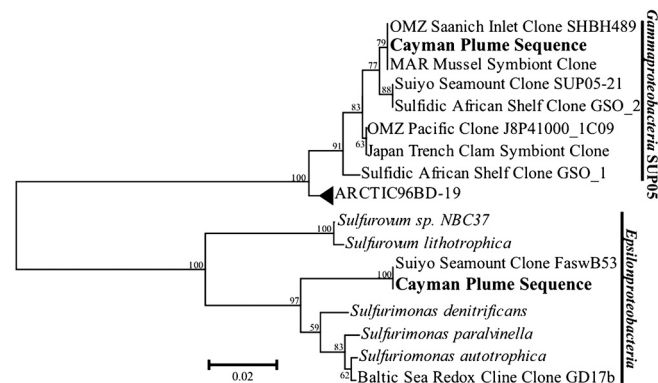 OMZ Saanich Inlet Clone SHBH489
79
Cayman Plume Sequence
77
MAR Mussel Symbiont Clone
Suiyo Seamount Clone SUP05-21
88
Sulfidic African Shelf Clone GSO_2
83
OMZ Pacific Clone J8P41000_1C09
63
Japan Trench Clam Symbiont Clone
91
Sulfidic African Shelf Clone GSO_1
100
ARCTIC96BD-19
Gammaproteobacteria SUP05
Sulfurovum sp. NBC37
100
Sulfurovum lithotrophica
100
Suiyo Seamount Clone FaswB53
100
Cayman Plume Sequence
97
Sulfurimonas denitrificans
59
Sulfurimonas paralvinella
83
Sulfuriomonas autotrophica
62
Baltic Sea Redox Cline Clone GD17b
Epsilonproteobacteria
0.02